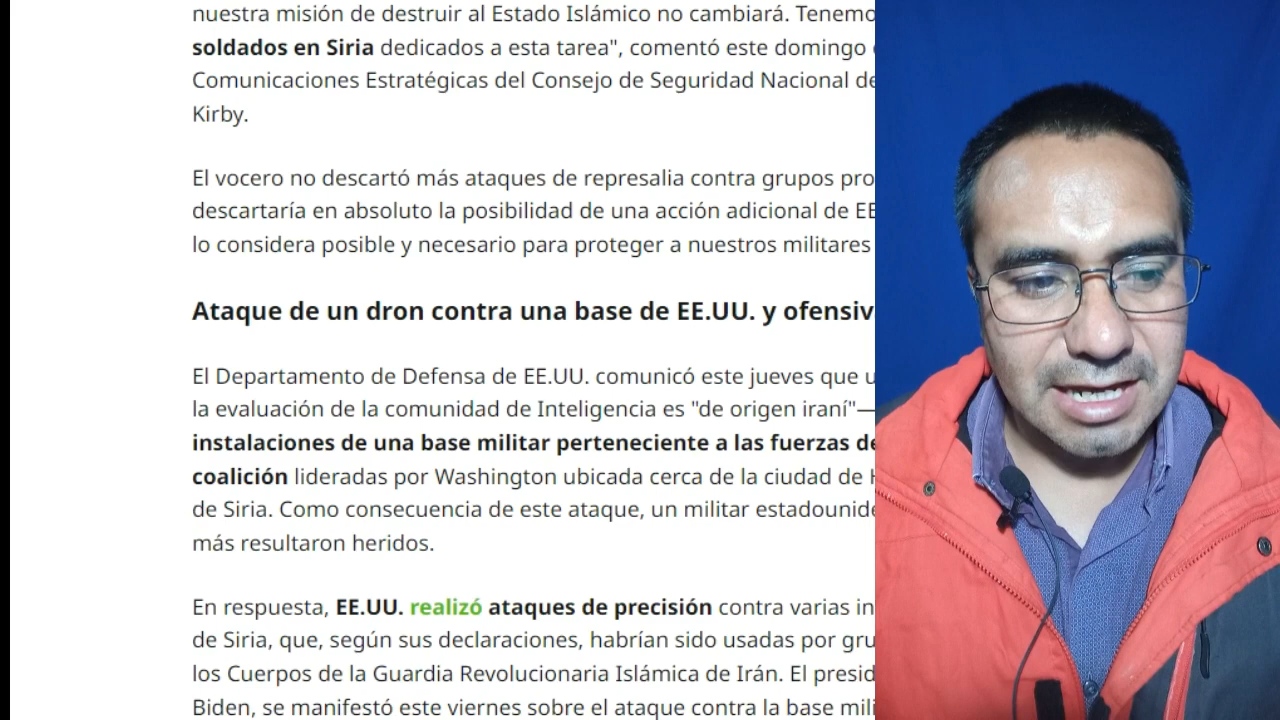 nuestra misión de destruir al Estado Islámico no cambiará. Tenemo
soldados en Siria dedicados a esta tarea", comentó este domingo
Comunicaciones Estratégicas del Consejo de Seguridad Nacional de
Kirby.
El vocero no descartó más ataques de represalia contra grupos pro
descartaría en absoluto la posibilidad de una acción adicional de EE
lo considera posible y necesario para proteger a nuestros militares
Ataque de un dron contra una base de EE.UU. y ofensiv
El Departamento de Defensa de EE.UU. comunicó este jueves que u
la evaluación de la comunidad de Inteligencia es "de origen iraní"—
instalaciones de una base militar perteneciente a las fuerzas de
coalición lideradas por Washington ubicada cerca de la ciudad de H
de Siria. Como consecuencia de este ataque, un militar estadounide
más resultaron heridos.
En respuesta, EE.UU. realizó ataques de precisión contra varias in
de Siria, que, según sus declaraciones, habrían sido usadas por gru
los Cuerpos de la Guardia Revolucionaria Islámica de Irán. El presid
Biden, se manifestó este viernes sobre el ataque contra la base mili